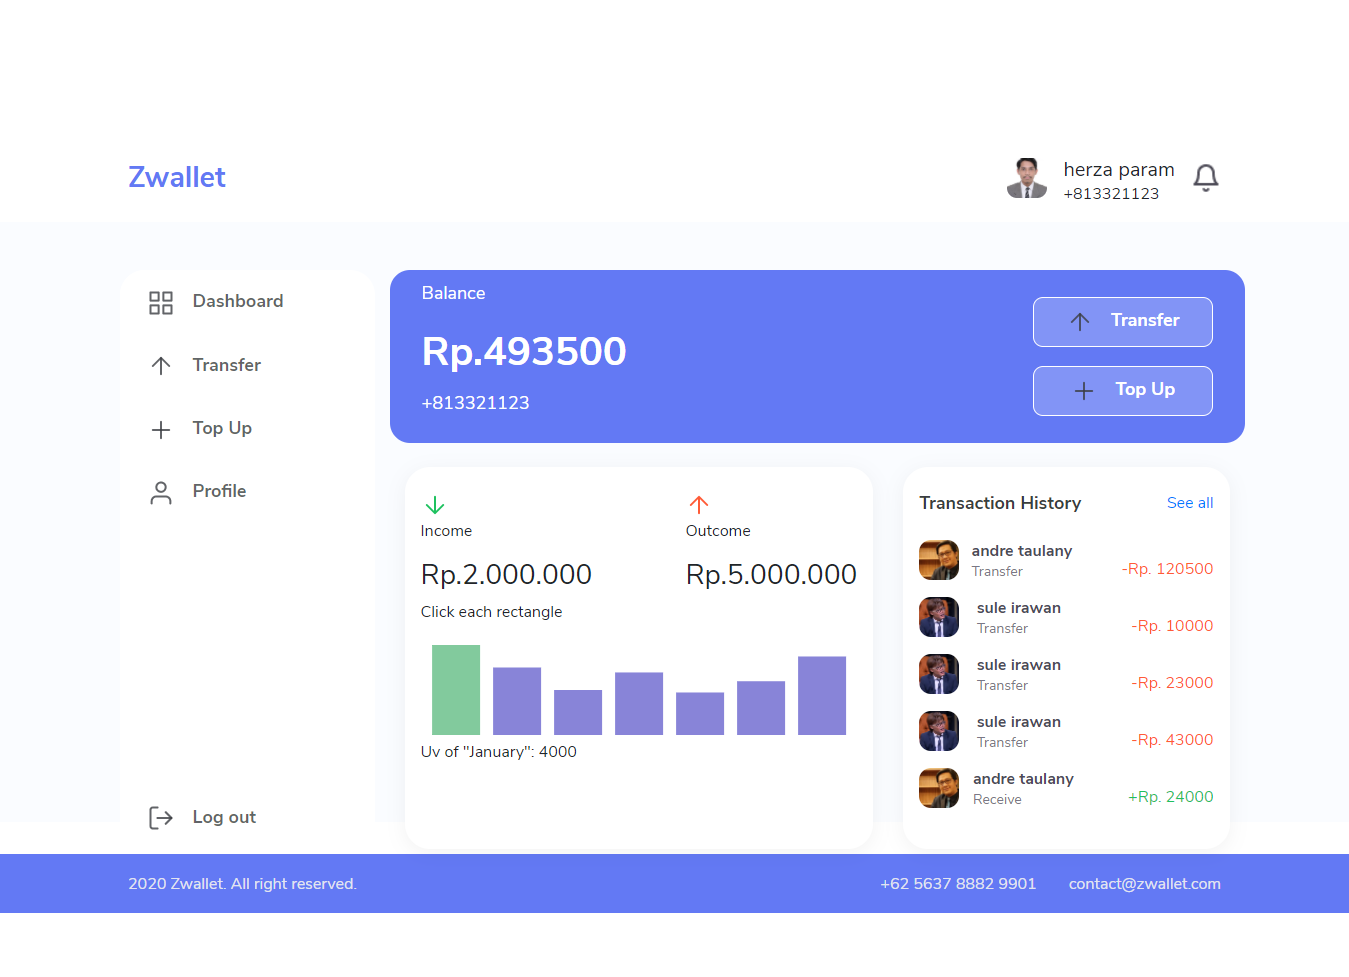 Zwallet
herza param
+813321123
Dashboard
Transfer
Top Up
Profile
Log out
Balance
Rp.493500
+813321123
Transfer
Top Up
Income
Rp.2.000.000
Outcome
Rp.5.000.000
Click each rectangle
Uv of "January": 4000
Transaction History
See all
andre taulany
Transfer
-Rp. 120500
sule irawan
Transfer
-Rp. 10000
sule irawan
Transfer
-Rp. 23000
sule irawan
Transfer
-Rp. 43000
andre taulany
Receive
+Rp. 24000
2020 Zwallet. All right reserved.
+62 5637 8882 9901
contact@zwallet.com